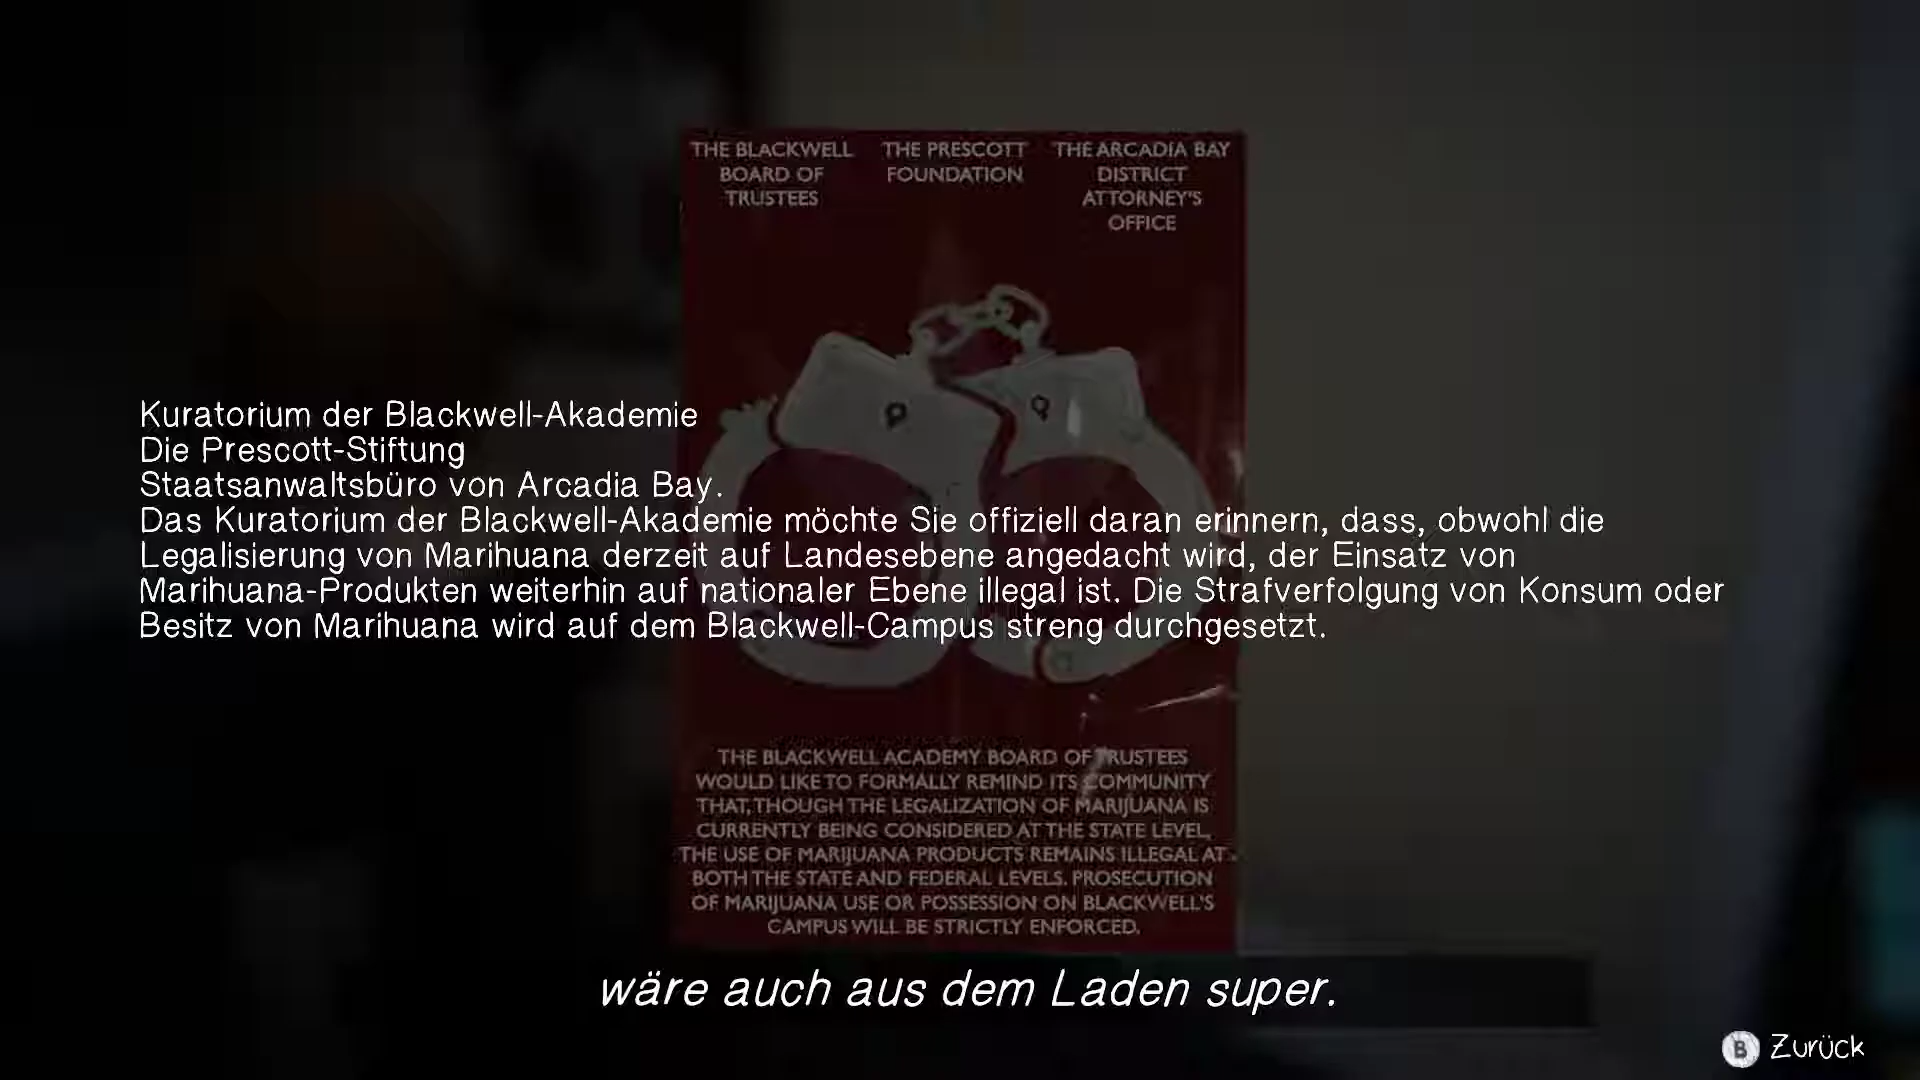 THE BLACKWELL BOARD OF TRUSTEES
THE PRESCOTT FOUNDATION
THE ARCADIA BAY DISTRICT ATTORNEY'S OFFICE
Kuratorium der Blackwell-Akademie
Die Prescott-Stiftung
Staatsanwaltsbüro von Arcadia Bay.
Das Kuratorium der Blackwell-Akademie möchte Sie offiziell daran erinnern, dass, obwohl die
Legalisierung von Marihuana derzeit auf Landesebene angedacht wird, der Einsatz von
Marihuana-Produkten weiterhin auf nationaler Ebene illegal ist. Die Strafverfolgung von Konsum oder
Besitz von Marihuana wird auf dem Blackwell-Campus streng durchgesetzt.
THE BLACKWELL ACADEMY BOARD OF TRUSTEES
WOULD LIKE TO FORMALLY REMIND ITS COMMUNITY
THAT, THOUGH THE LEGALIZATION OF MARIJUANA IS
CURRENTLY BEING CONSIDERED AT THE STATE LEVEL,
THE USE OF MARIJUANA PRODUCTS REMAINS ILLEGAL AT
BOTH THE STATE AND FEDERAL LEVELS. PROSECUTION
OF MARIJUANA USE OR POSSESSION ON BLACKWELL'S
CAMPUS WILL BE STRICTLY ENFORCED.
wäre auch aus dem Laden super.
B Zurück